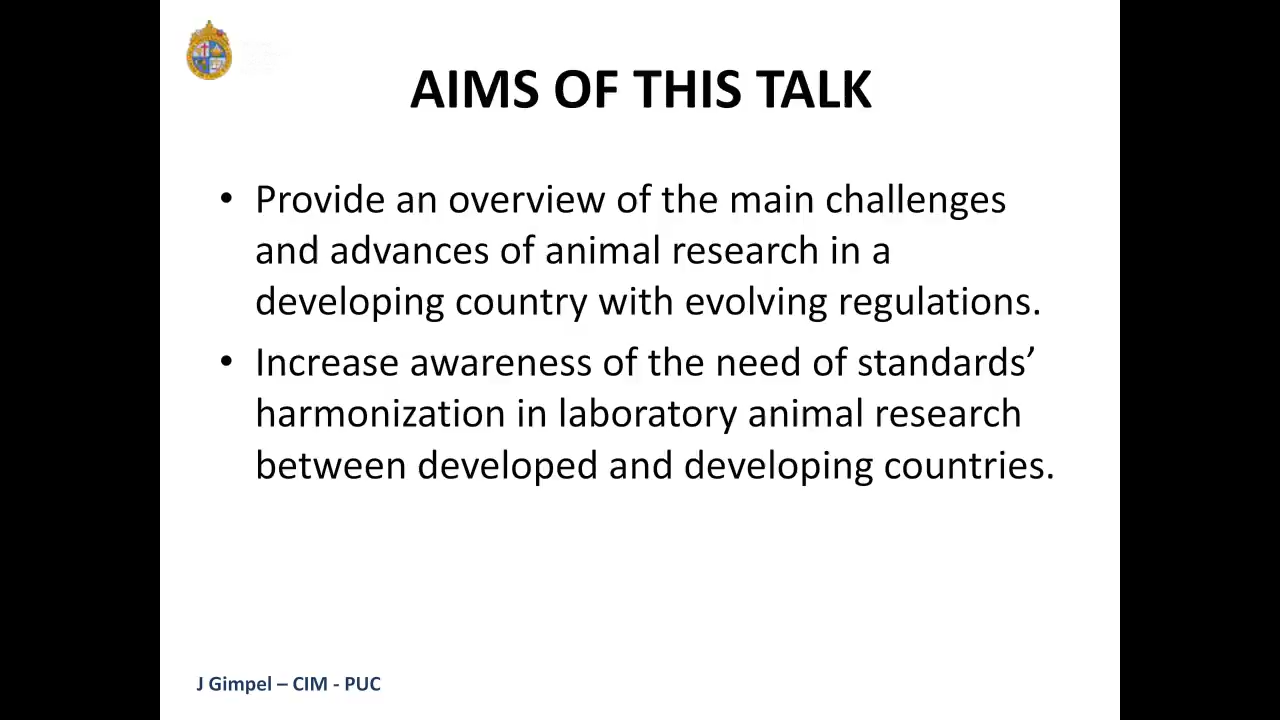 AIMS OF THIS TALK
• Provide an overview of the main challenges
and advances of animal research in a
developing country with evolving regulations.
• Increase awareness of the need of standards’
harmonization in laboratory animal research
between developed and developing countries.
J Gimpel – CIM - PUC